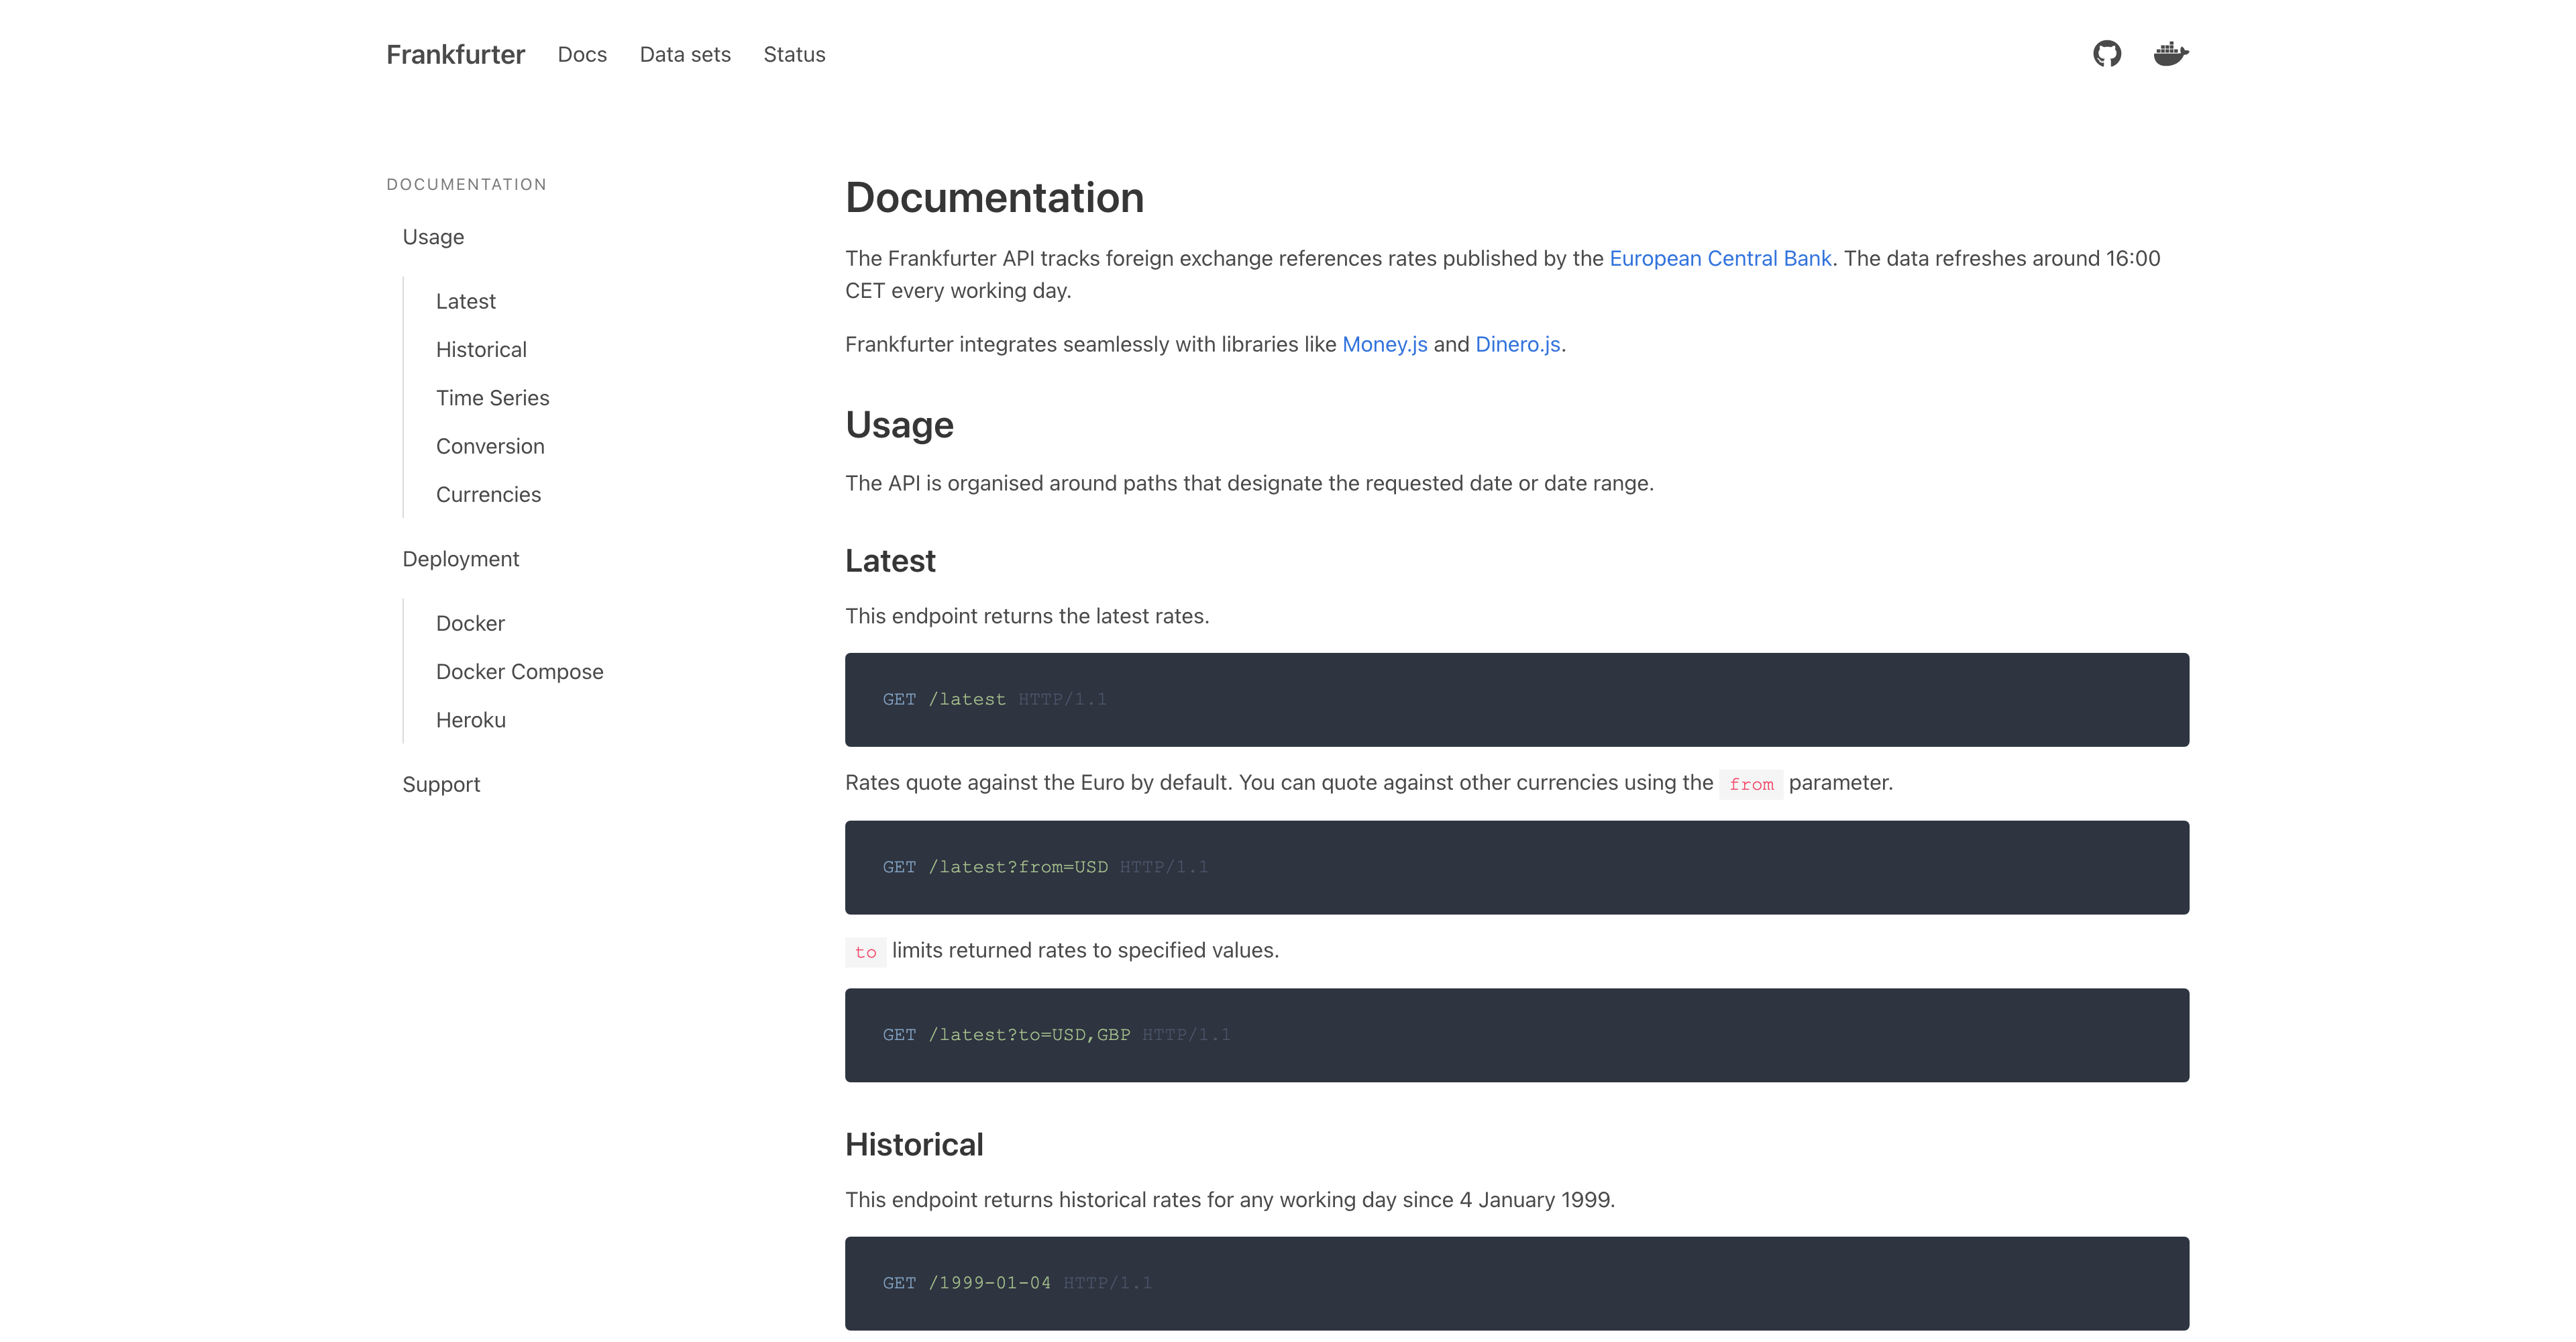 Frankfurter Docs Data sets Status
DOCUMENTATION
Usage
Latest
Historical
Time Series
Conversion
Currencies
Deployment
Docker
Docker Compose
Heroku
Support
Documentation
The Frankfurter API tracks foreign exchange references rates published by the European Central Bank. The data refreshes around 16:00
CET every working day.
Frankfurter integrates seamlessly with libraries like Money.js and Dinero.js.
Usage
The API is organised around paths that designate the requested date or date range.
Latest
This endpoint returns the latest rates.
GET /latest HTTP/1.1
Rates quote against the Euro by default. You can quote against other currencies using the from parameter.
GET /latest?from=USD HTTP/1.1
to limits returned rates to specified values.
GET /latest?to=USD,GBP HTTP/1.1
Historical
This endpoint returns historical rates for any working day since 4 January 1999.
GET /1999-01-04 HTTP/1.1